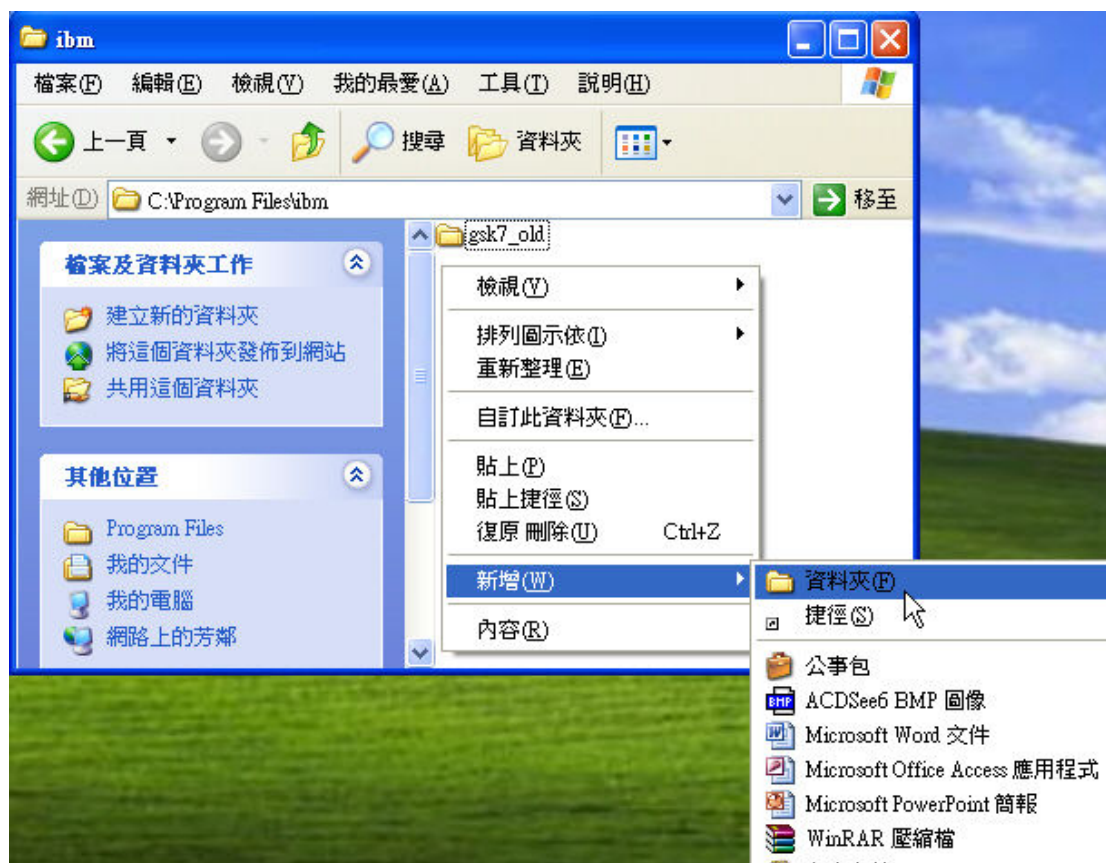 ibm
檔案(F) 編輯(E) 檢視(V) 我的最愛(A) 工具(T) 說明(H)
上一頁 搜尋 資料夾
網址(D) C:\Program Files\ibm 移至
檔案及資料夾工作
建立新的資料夾
將這個資料夾發佈到網站
共用這個資料夾
其他位置
Program Files
我的文件
我的電腦
網路上的芳鄰
gsk7_old
檢視(V)
排列圖示依(I)
重新整理(E)
自訂此資料夾(F)...
貼上(P)
貼上捷徑(S)
復原 刪除(U) Ctrl+Z
新增(W)
內容(R)
資料夾(F)
捷徑(S)
公事包
BMP ACDSee6 BMP 圖像
Microsoft Word 文件
Microsoft Office Access 應用程式
Microsoft PowerPoint 簡報
WinRAR 壓縮檔